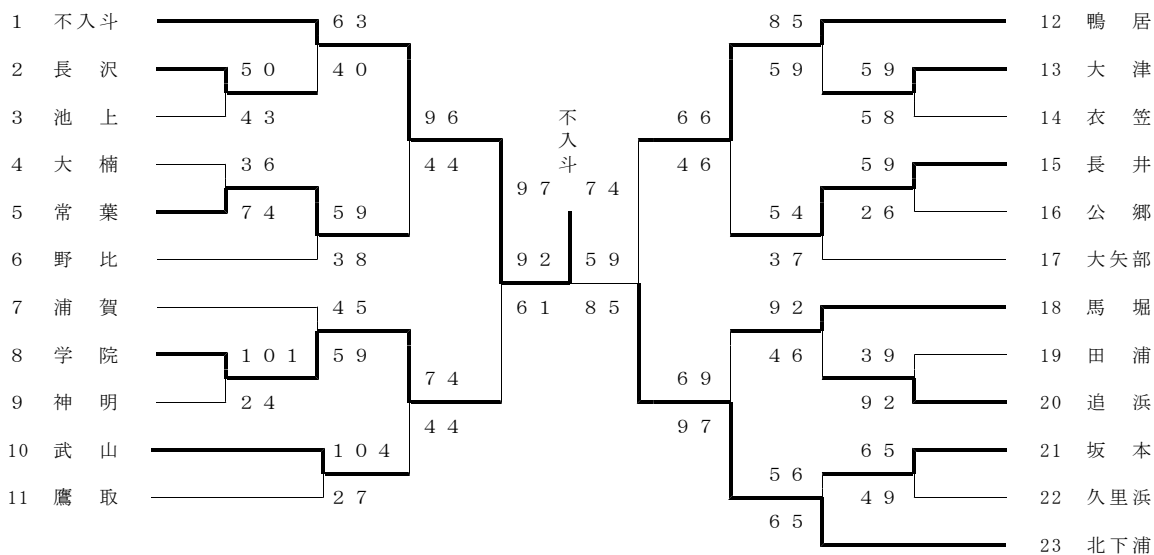 1 不入斗 63 85 12 鴨居
2 長沢 50 40 59 59 13 大津
3 池上 43 96 不入斗 66 58 14 衣笠
4 大楠 36 44 46 59 15 長井
97 74
5 常葉 74 59 54 26 16 公郷
6 野比 38 92 59 37 17 大矢部
7 浦賀 45 61 85 92 18 馬堀
8 学院 101 59 46 39 19 田浦
74 69
9 神明 24 44 97 92 20 追浜
10 武山 104 65 21 坂本
56
11 鷹取 27 49 22 久里浜
65
23 北下浦